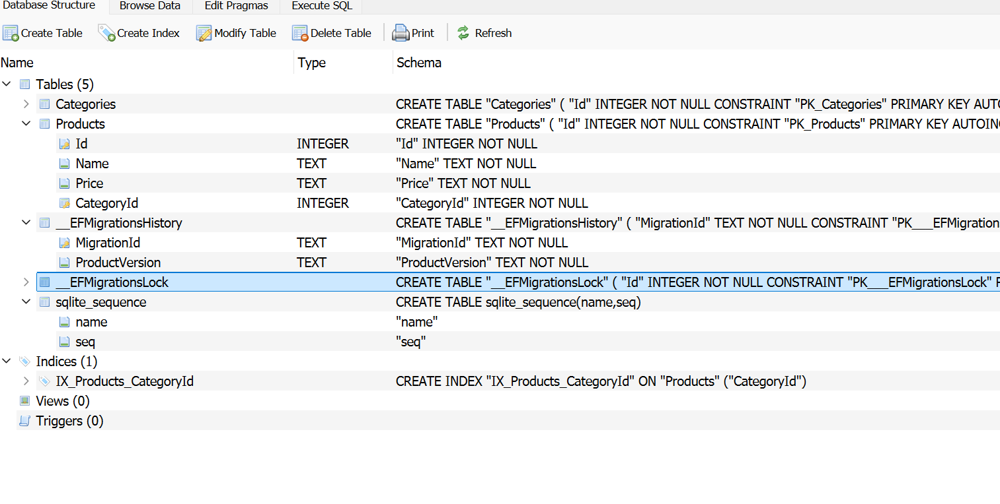 Database Structure Browse Data Edit Pragmas Execute SQL
Create Table Create Index Modify Table Delete Table Print Refresh
Name Type Schema
Tables (5)
Categories CREATE TABLE "Categories" ( "Id" INTEGER NOT NULL CONSTRAINT "PK_Categories" PRIMARY KEY AUTO
Products CREATE TABLE "Products" ( "Id" INTEGER NOT NULL CONSTRAINT "PK_Products" PRIMARY KEY AUTOINC
Id INTEGER "Id" INTEGER NOT NULL
Name TEXT "Name" TEXT NOT NULL
Price TEXT "Price" TEXT NOT NULL
CategoryId INTEGER "CategoryId" INTEGER NOT NULL
__EFMigrationsHistory CREATE TABLE "__EFMigrationsHistory" ( "MigrationId" TEXT NOT NULL CONSTRAINT "PK___EFMigration
MigrationId TEXT "MigrationId" TEXT NOT NULL
ProductVersion TEXT "ProductVersion" TEXT NOT NULL
__EFMigrationsLock CREATE TABLE "__EFMigrationsLock" ( "Id" INTEGER NOT NULL CONSTRAINT "PK___EFMigrationsLock" P
sqlite_sequence CREATE TABLE sqlite_sequence(name,seq)
name "name"
seq "seq"
Indices (1)
IX_Products_CategoryId CREATE INDEX "IX_Products_CategoryId" ON "Products" ("CategoryId")
Views (0)
Triggers (0)